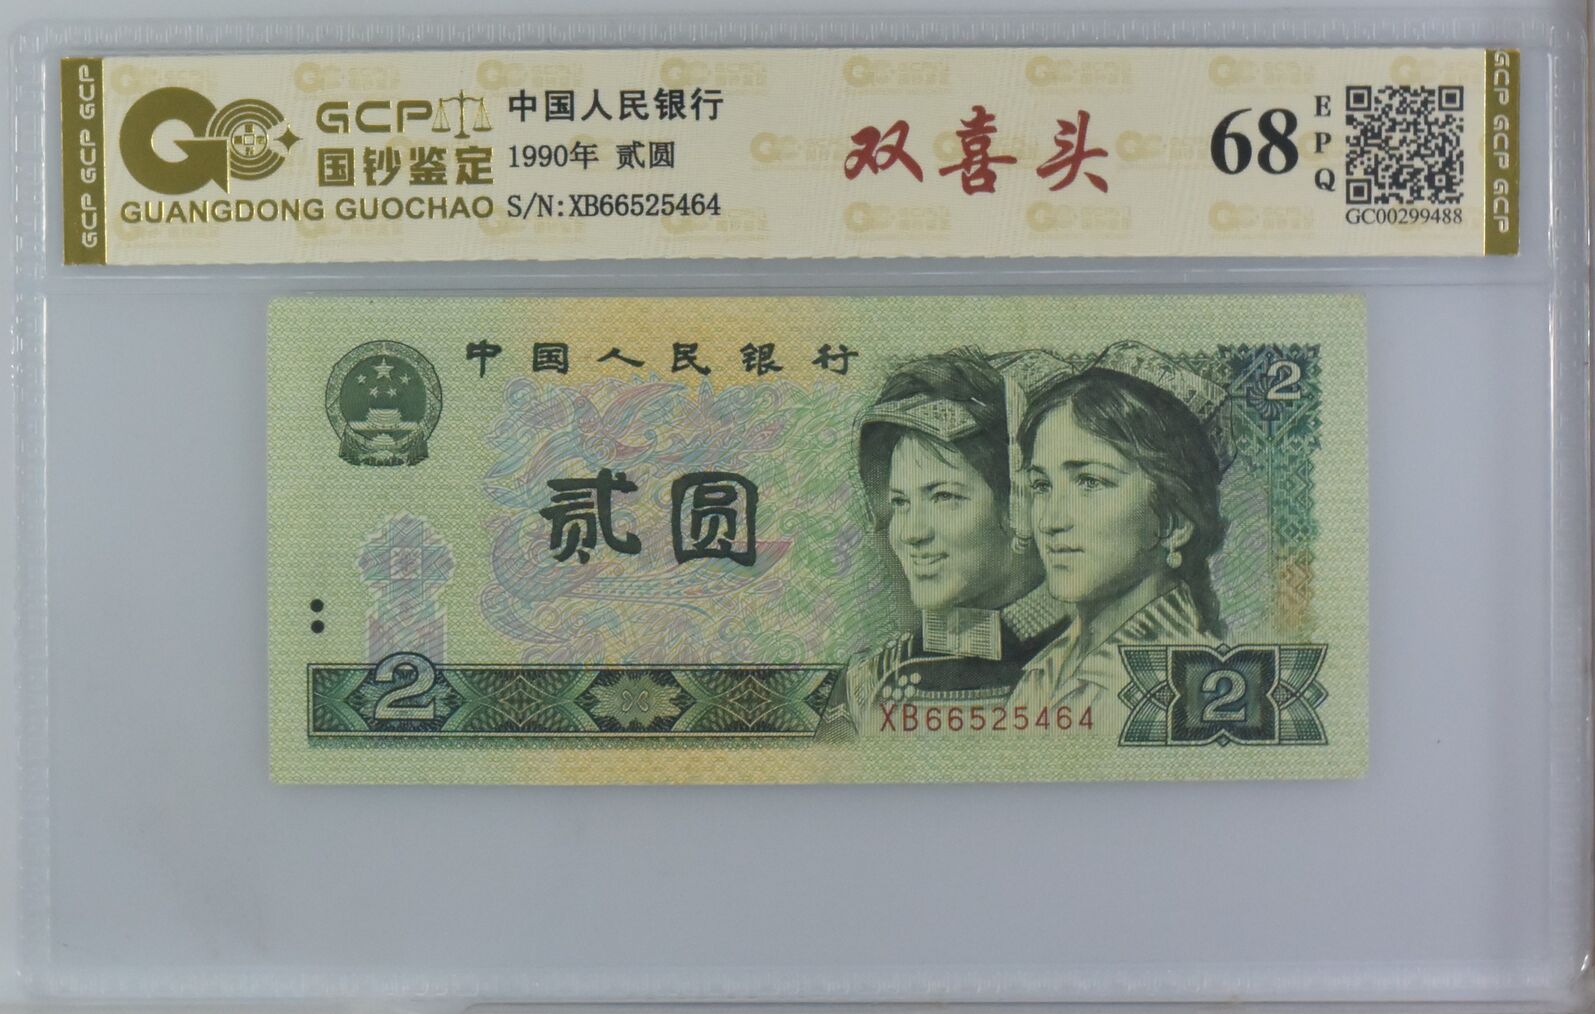 GCP
国钞鉴定
GUANGDONG GUOCHAO
中国人民银行
1990年 贰圆
S/N:XB66525464
双喜头
68
EPQ
GC00299488
GCP GCP GCP
GCP GCP GCP
中国人民银行
2
贰圆
2
XB66525464
2